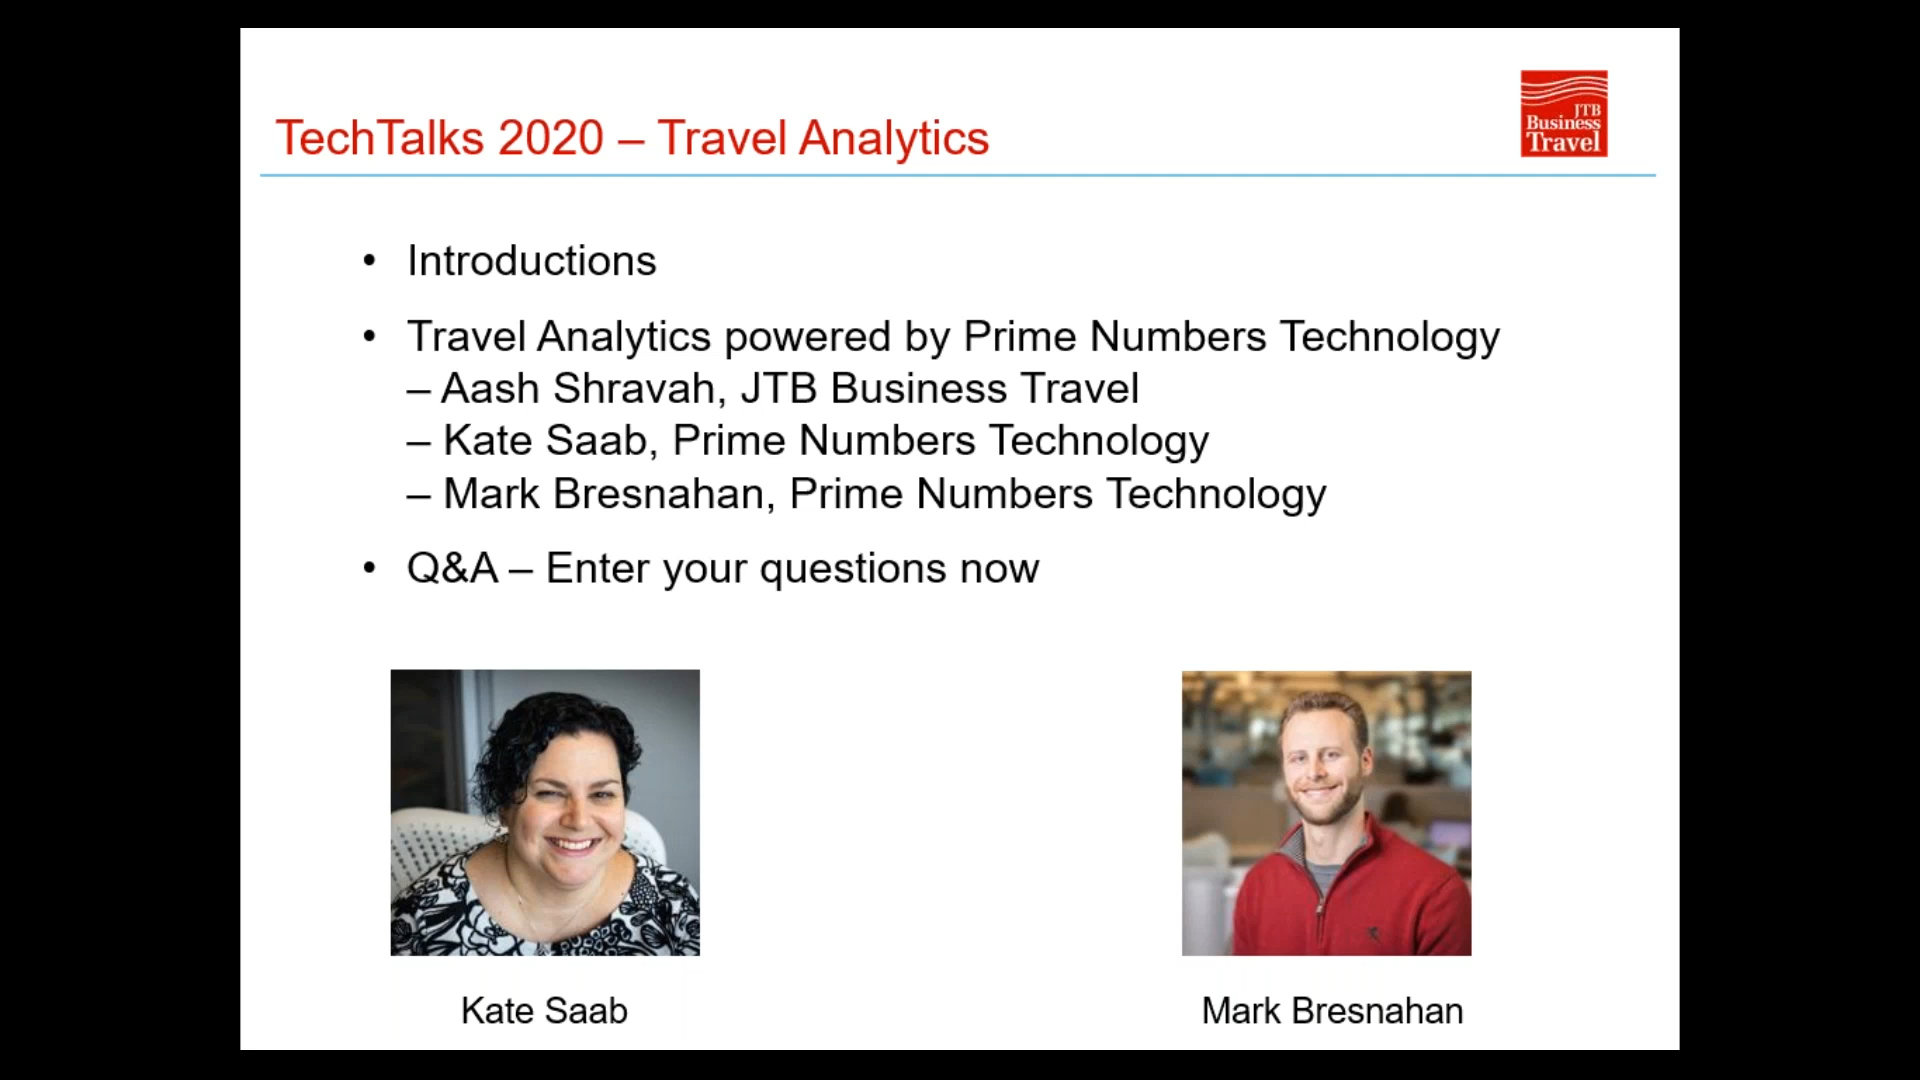 TechTalks 2020 – Travel Analytics
JTB
Business
Travel
• Introductions
• Travel Analytics powered by Prime Numbers Technology
– Aash Shravah, JTB Business Travel
– Kate Saab, Prime Numbers Technology
– Mark Bresnahan, Prime Numbers Technology
• Q&A – Enter your questions now
Kate Saab
Mark Bresnahan